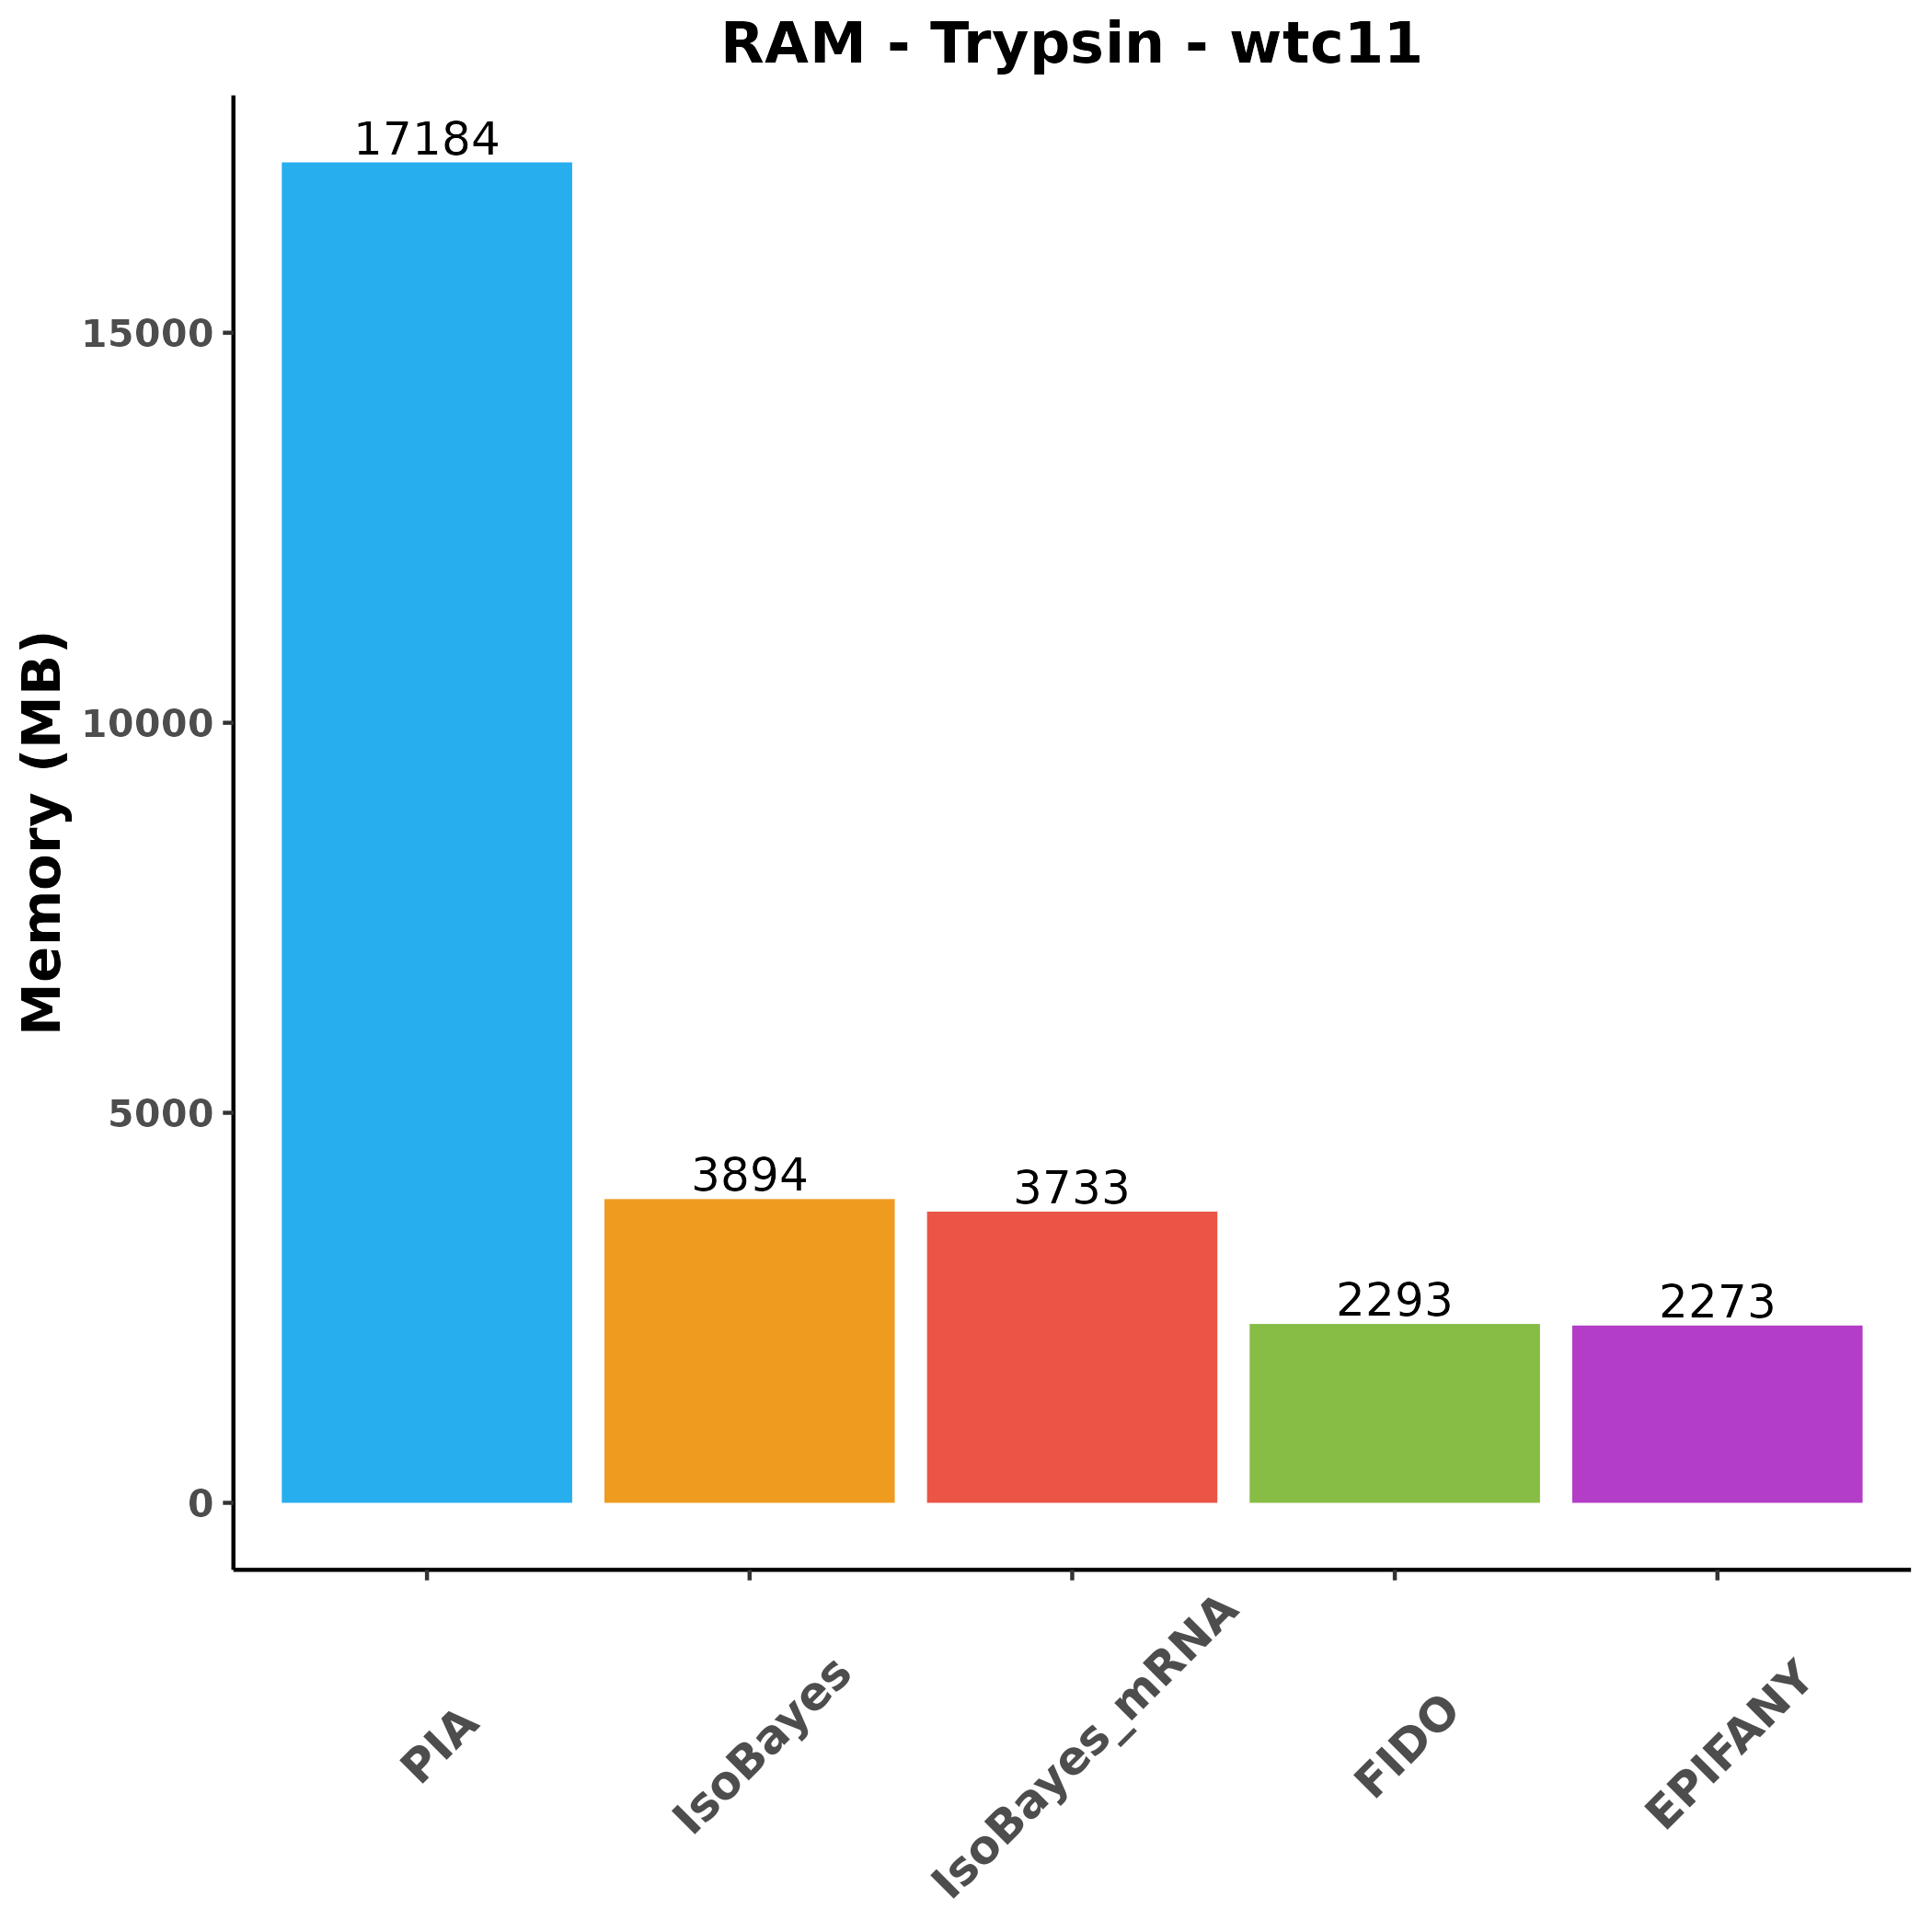 RAM - Trypsin - wtc11
Memory (MB)
17184
15000
10000
5000
3894
3733
2293
2273
0
PIA
IsoBayes
IsoBayes_mRNA
FIDO
EPIFANY